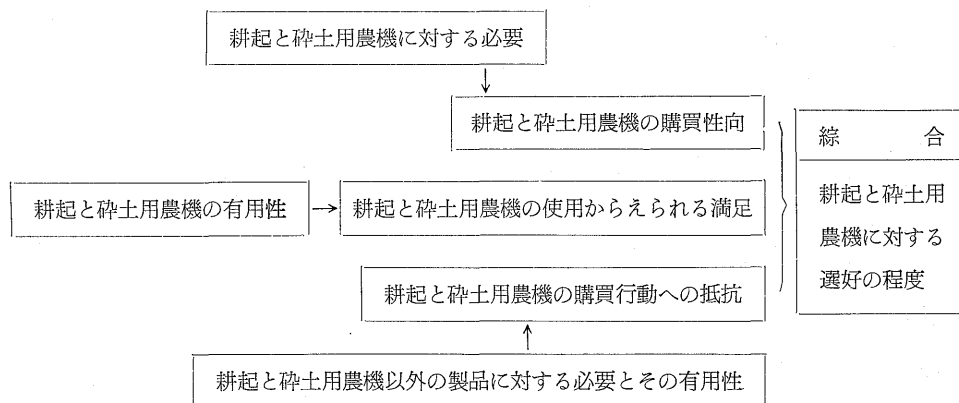 耕起と砕土用農機に対する必要
耕起と砕土用農機の購買性向
耕起と砕土用農機の有用性
耕起と砕土用農機の使用からえられる満足
耕起と砕土用農機の購買行動への抵抗
耕起と砕土用農機以外の製品に対する必要とその有用性
綜合
耕起と砕土用
農機に対する
選好の程度